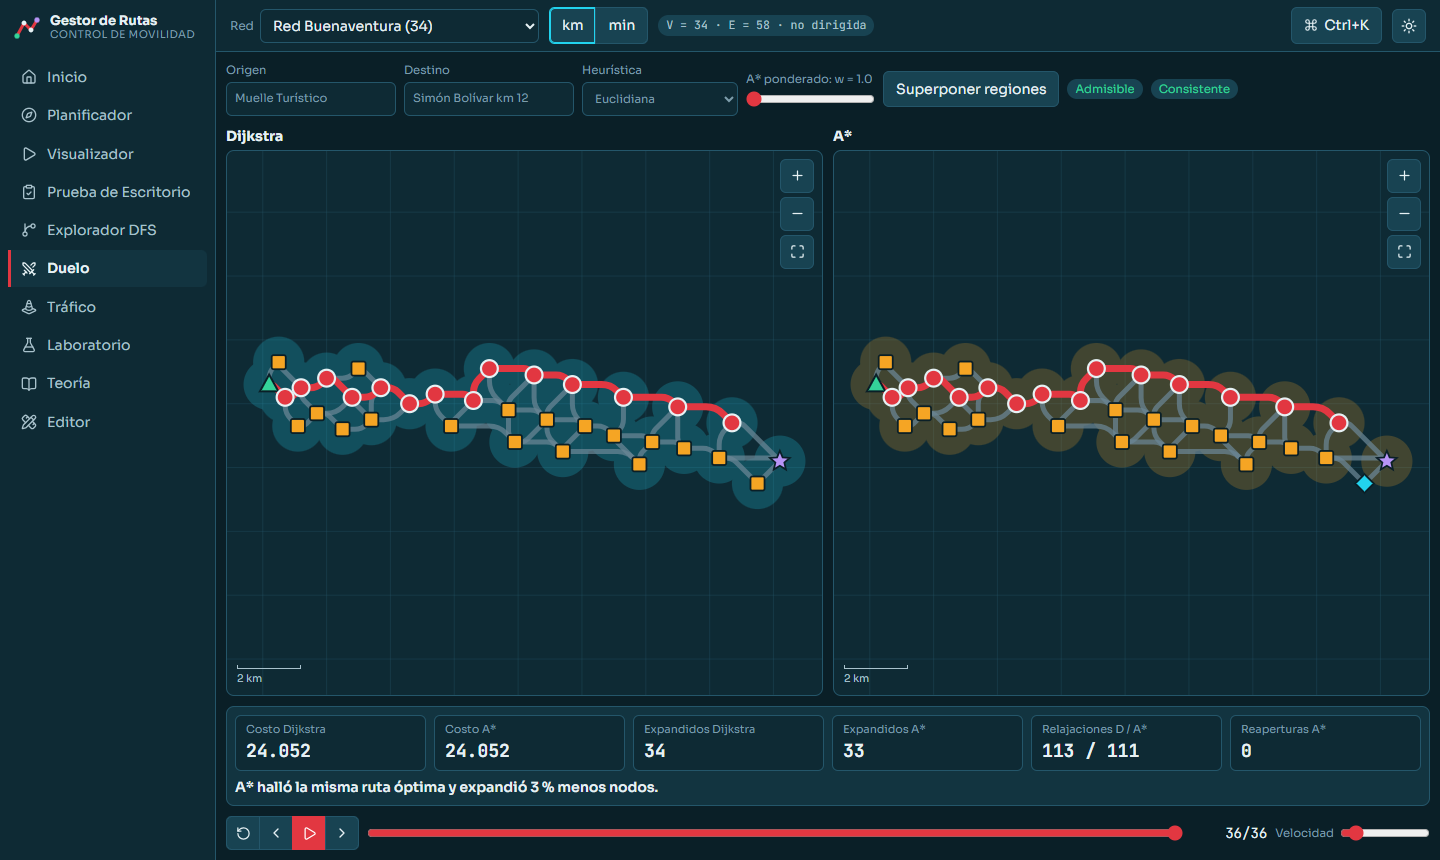 Gestor de Rutas
CONTROL DE MOVILIDAD
Inicio
Planificador
Visualizador
Prueba de Escritorio
Explorador DFS
Duelo
Tráfico
Laboratorio
Teoría
Editor
Red
Red Buenaventura (34)
km
min
V = 34 · E = 58 · no dirigida
⌘ Ctrl+K
Origen
Muelle Turístico
Destino
Simón Bolívar km 12
Heurística
Euclidiana
A* ponderado: w = 1.0
Superponer regiones
Admisible
Consistente
Dijkstra
+
−
2 km
A*
+
−
2 km
Costo Dijkstra
24.052
Costo A*
24.052
Expandidos Dijkstra
34
Expandidos A*
33
Relajaciones D / A*
113 / 111
Reaperturas A*
0
A* halló la misma ruta óptima y expandió 3 % menos nodos.
36/36
Velocidad